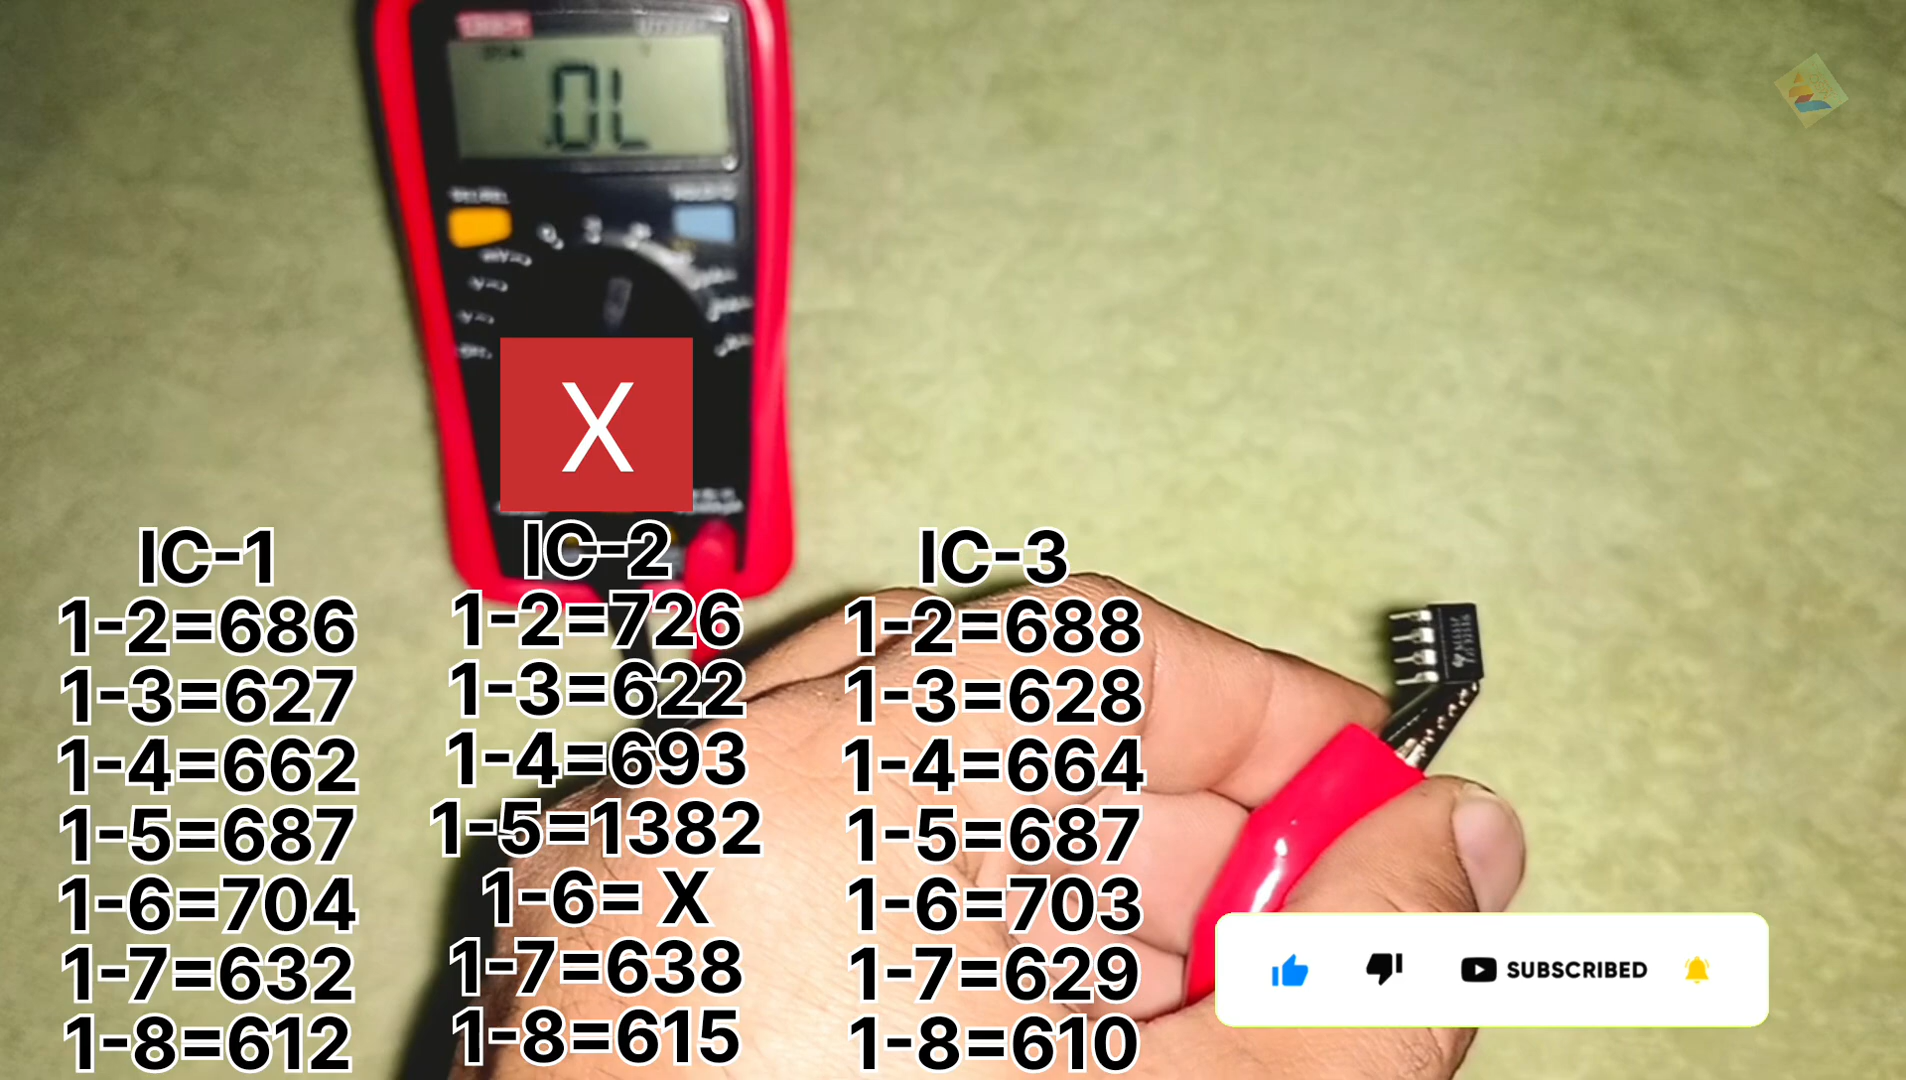 UNI-T
.OL
X
IC-1
1-2=686
1-3=627
1-4=662
1-5=687
1-6=704
1-7=632
1-8=612
IC-2
1-2=726
1-3=622
1-4=693
1-5=1382
1-6= X
1-7=638
1-8=615
IC-3
1-2=688
1-3=628
1-4=664
1-5=687
1-6=703
1-7=629
1-8=610
SUBSCRIBED